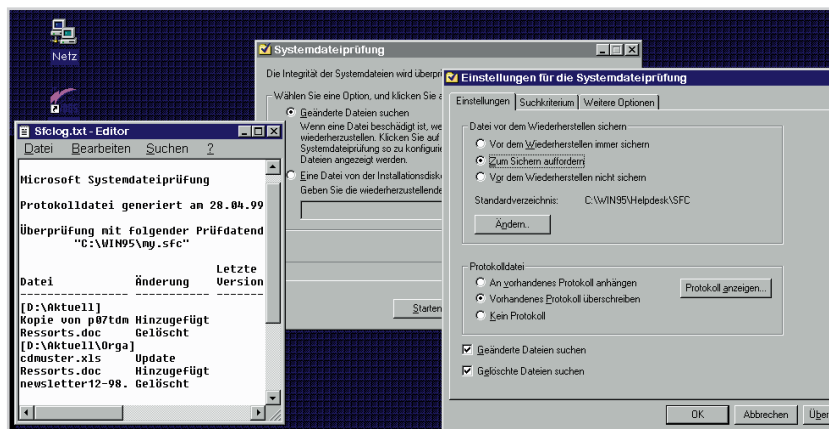 Netz
Systemdateiprüfung
Die Integrität der Systemdateien wird überpr
Wählen Sie eine Option, und klicken Sie a
Geänderte Dateien suchen
Wenn eine Datei beschädigt ist, we
wiederherzustellen. Klicken Sie auf
Systemdateiprüfung so zu konfigurie
Dateien angezeigt werden.
Eine Datei von der Installationsdisk
Geben Sie die wiederherzustellende
Starten
Sfclog.txt - Editor
Datei Bearbeiten Suchen ?
Microsoft Systemdateiprüfung
Protokolldatei generiert am 28.04.99
Überprüfung mit folgender Prüfdatend
"C:\WIN95\my.sfc"
Letzte
Datei Änderung Version
[D:\Aktuell]
Kopie von p07tdm Hinzugefügt
Ressorts.doc Gelöscht
[D:\Aktuell\Orga]
cdmuster.xls Update
Ressorts.doc Hinzugefügt
newsletter12-98. Gelöscht
Einstellungen für die Systemdateiprüfung
Einstellungen Suchkriterium Weitere Optionen
Datei vor dem Wiederherstellen sichern
Vor dem Wiederherstellen immer sichern
Zum Sichern auffordern
Vor dem Wiederherstellen nicht sichern
Standardverzeichnis: C:\WIN95\Helpdesk\SFC
Ändern..
Protokolldatei
An vorhandenes Protokoll anhängen
Vorhandenes Protokoll überschreiben
Kein Protokoll
Protokoll anzeigen...
Geänderte Dateien suchen
Gelöschte Dateien suchen
OK Abbrechen Über